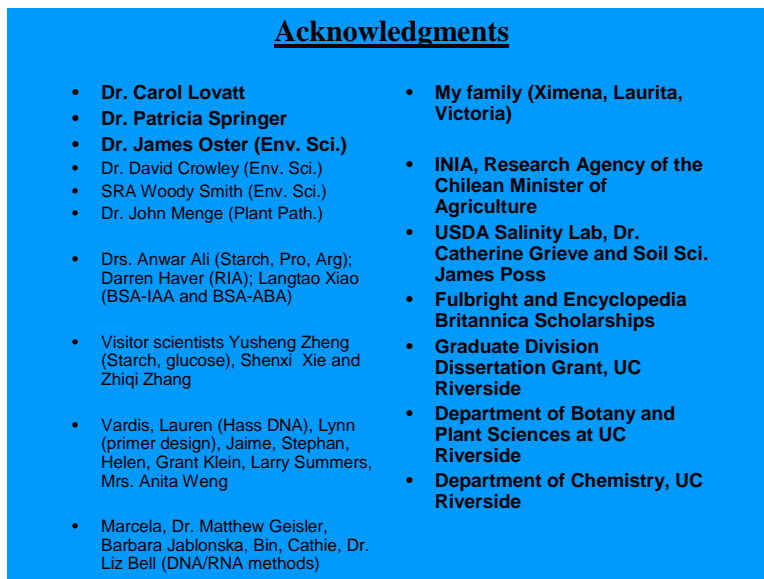 Acknowledgments
• Dr. Carol Lovatt
• Dr. Patricia Springer
• Dr. James Oster (Env. Sci.)
• Dr. David Crowley (Env. Sci.)
• SRA Woody Smith (Env. Sci.)
• Dr. John Menge (Plant Path.)
• Drs. Anwar Ali (Starch, Pro, Arg);
Darren Haver (RIA); Langtao Xiao
(BSA-IAA and BSA-ABA)
• Visitor scientists Yusheng Zheng
(Starch, glucose), Shenxi Xie and
Zhiqi Zhang
• Vardis, Lauren (Hass DNA), Lynn
(primer design), Jaime, Stephan,
Helen, Grant Klein, Larry Summers,
Mrs. Anita Weng
• Marcela, Dr. Matthew Geisler,
Barbara Jablonska, Bin, Cathie, Dr.
Liz Bell (DNA/RNA methods)
• My family (Ximena, Laurita,
Victoria)
• INIA, Research Agency of the
Chilean Minister of
Agriculture
• USDA Salinity Lab, Dr.
Catherine Grieve and Soil Sci.
James Poss
• Fulbright and Encyclopedia
Britannica Scholarships
• Graduate Division
Dissertation Grant, UC
Riverside
• Department of Botany and
Plant Sciences at UC
Riverside
• Department of Chemistry, UC
Riverside